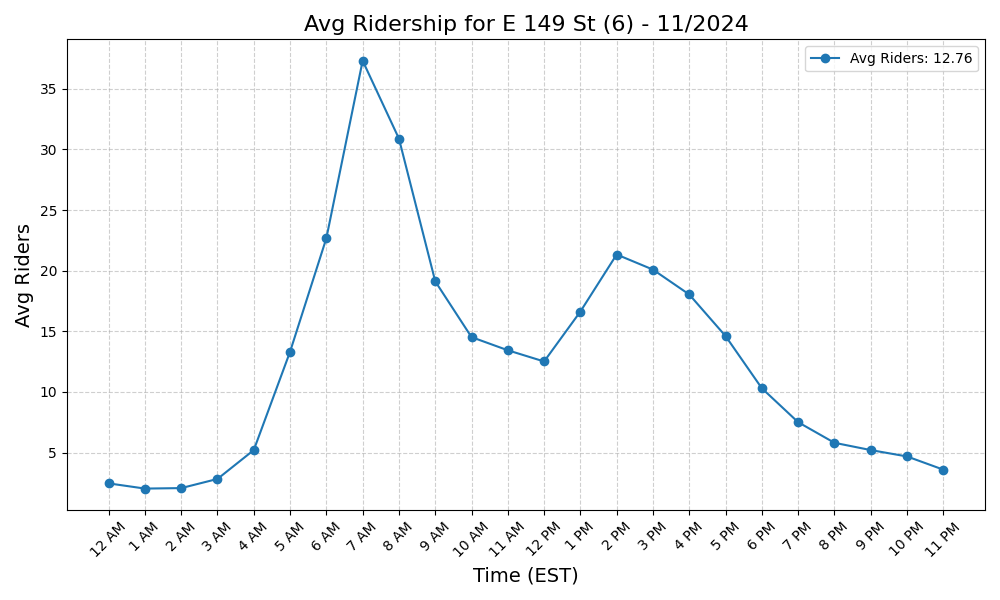 Avg Ridership for E 149 St (6) - 11/2024
Avg Riders: 12.76
Avg Riders
35
30
25
20
15
10
5
12 AM
1 AM
2 AM
3 AM
4 AM
5 AM
6 AM
7 AM
8 AM
9 AM
10 AM
11 AM
12 PM
1 PM
2 PM
3 PM
4 PM
5 PM
6 PM
7 PM
8 PM
9 PM
10 PM
11 PM
Time (EST)